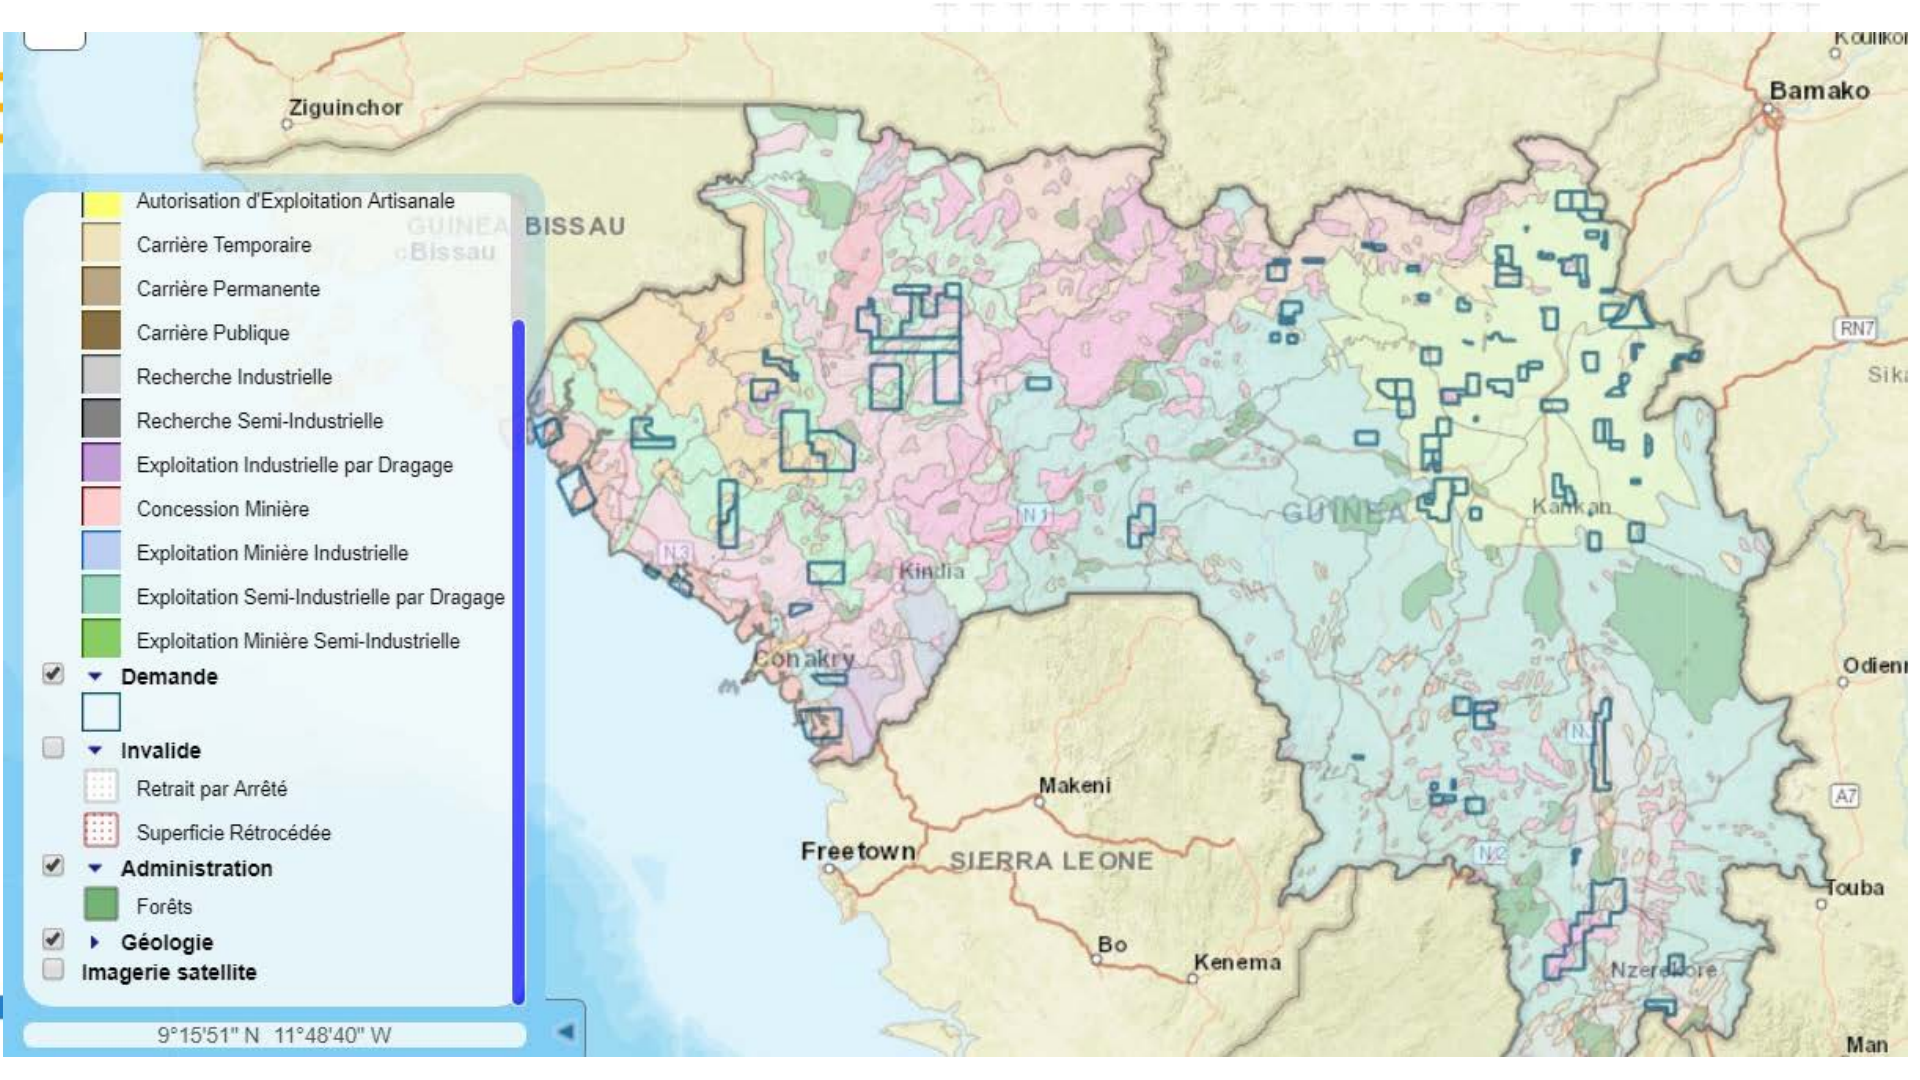 Autorisation d'Exploitation Artisanale
Carrière Temporaire
Carrière Permanente
Carrière Publique
Recherche Industrielle
Recherche Semi-Industrielle
Exploitation Industrielle par Dragage
Concession Minière
Exploitation Minière Industrielle
Exploitation Semi-Industrielle par Dragage
Exploitation Minière Semi-Industrielle
Demande
Invalide
Retrait par Arrêté
Superficie Rétrocédée
Administration
Forêts
Géologie
Imagerie satellite
9°15'51" N 11°48'40" W
Ziguinchor
GUINEA BISSAU
Bissau
Bamako
RN7
GUINEA
Kankan
N1
N3
Kindia
Conakry
Makeni
Freetown
SIERRA LEONE
Bo
Kenema
N2
A7
Touba
Nzerekore
Man